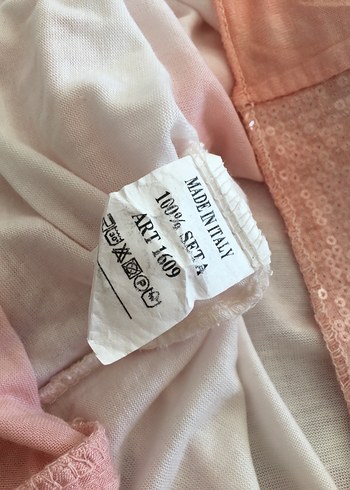 MADE IN ITALY
100% SETA
ART 1609